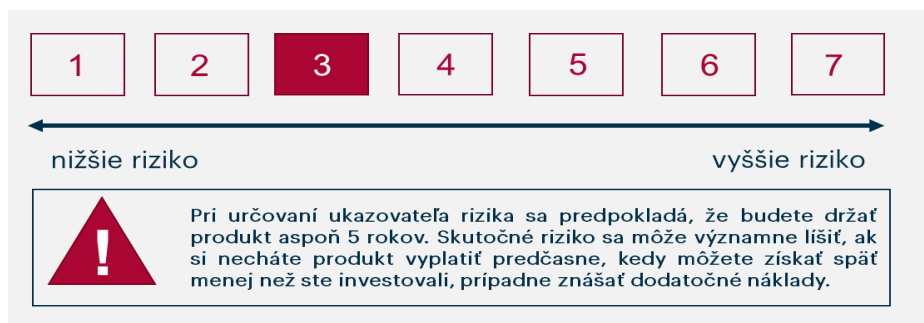 1 2 3 4 5 6 7
nižšie riziko vyššie riziko
!
Pri určovaní ukazovateľa rizika sa predpokladá, že budete držať
produkt aspoň 5 rokov. Skutočné riziko sa môže významne líšiť, ak
si necháte produkt vyplatiť predčasne, kedy môžete získať späť
menej než ste investovali, prípadne znášať dodatočné náklady.